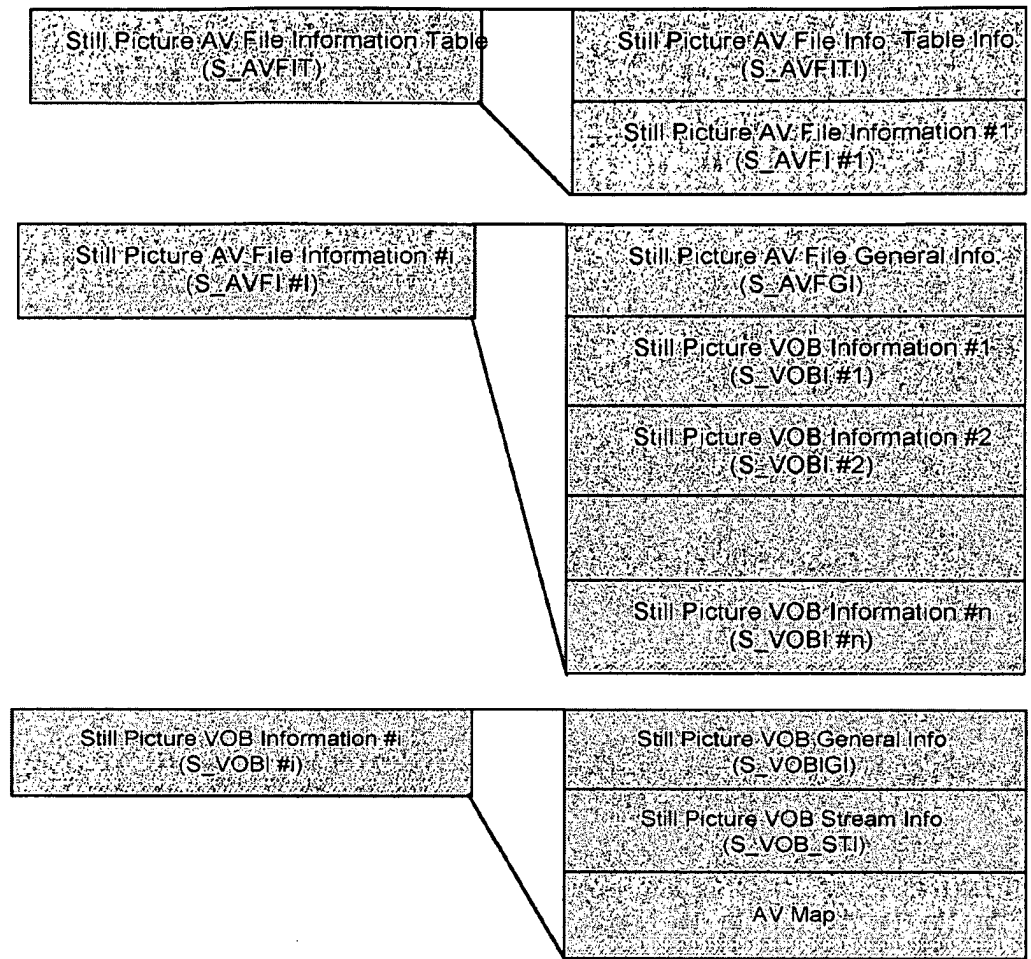 Still Picture AV File Information Table
(S_AVFIT)
Still Picture AV File Info Table Info
(S_AVFITI)
Still Picture AV File Information #1
(S_AVFI #1)
Still Picture AV File Information #i
(S_AVFI #I)
Still Picture AV File General Info.
(S_AVFGI)
Still Picture VOB Information #1
(S_VOBI #1)
Still Picture VOB Information #2
(S_VOBI #2)
Still Picture VOB Information #n
(S_VOBI #n)
Still Picture VOB Information #i
(S_VOBI #i)
Still Picture VOB General Info
(S_VOBIGI)
Still Picture VOB Stream Info
(S_VOB_STI)
AV Map